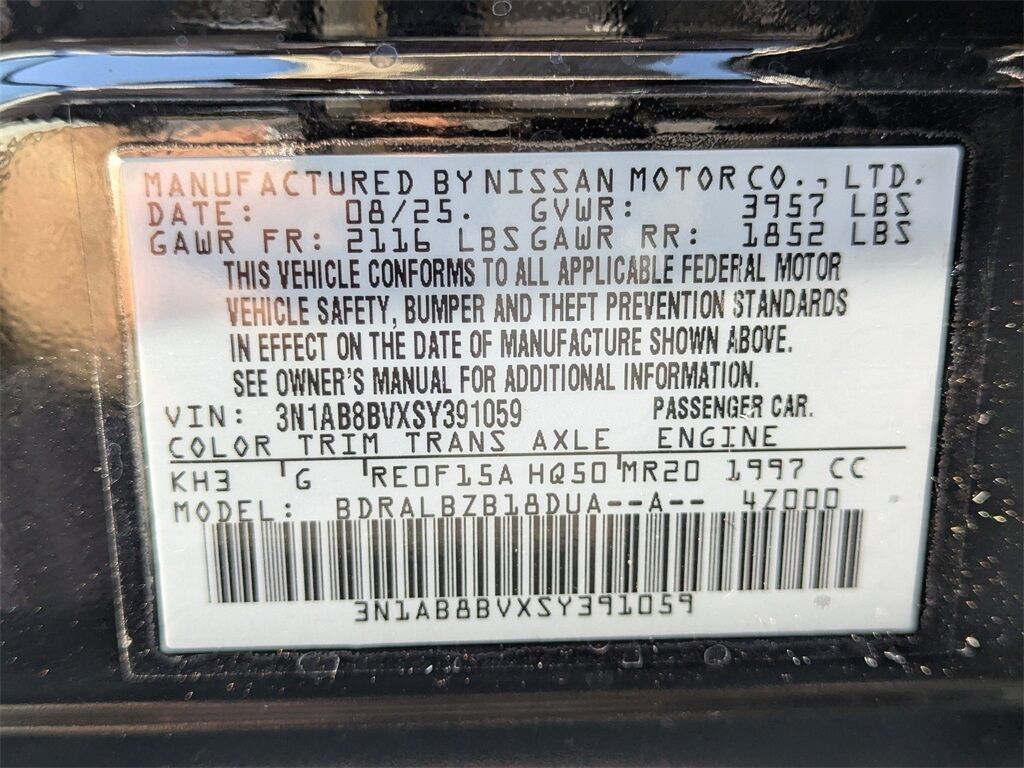 MANUFACTURED BY NISSAN MOTOR CO., LTD.
DATE: 08/25. GVWR: 3957 LBS
GAWR FR: 2116 LBS GAWR RR: 1852 LBS
THIS VEHICLE CONFORMS TO ALL APPLICABLE FEDERAL MOTOR
VEHICLE SAFETY, BUMPER AND THEFT PREVENTION STANDARDS
IN EFFECT ON THE DATE OF MANUFACTURE SHOWN ABOVE.
SEE OWNER'S MANUAL FOR ADDITIONAL INFORMATION.
VIN: 3N1AB8BVXSY391059 PASSENGER CAR.
COLOR TRIM TRANS AXLE ENGINE
KH3 G RE0F15A HQ50 MR20 1997 CC
MODEL: BDRALBZB18DUA--A-- 4Z000
3N1AB8BVXSY391059